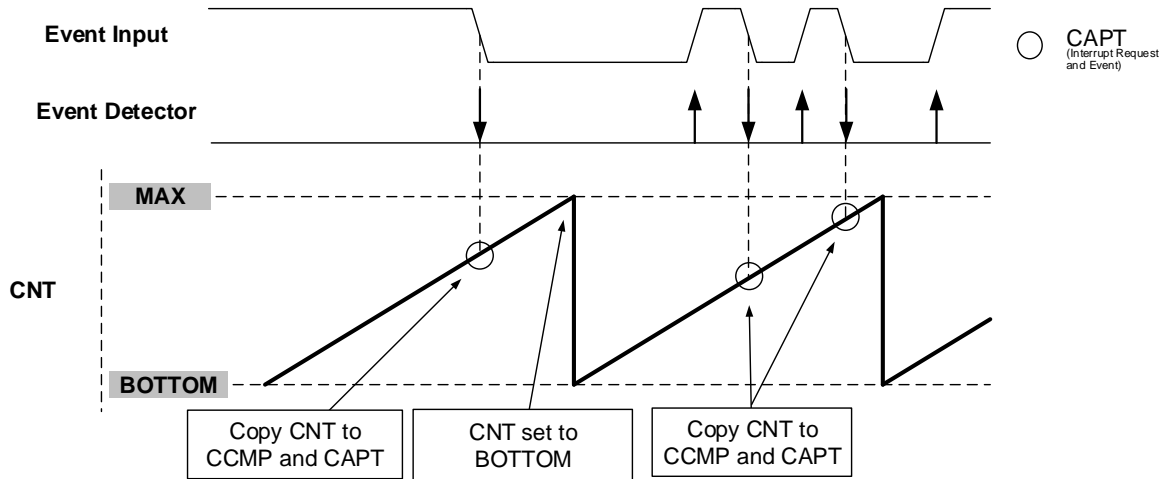 Event Input
CAPT
(Interrupt Request
and Event)
Event Detector
MAX
CNT
BOTTOM
Copy CNT to
CCMP and CAPT
CNT set to
BOTTOM
Copy CNT to
CCMP and CAPT